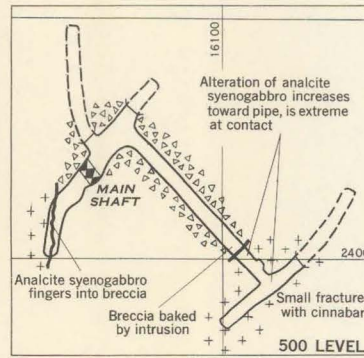 16100
Alteration of analcite
syenogabbro increases
toward pipe, is extreme
at contact
MAIN
SHAFT
2400
Analcite syenogabbro
fingers into breccia
Breccia baked
by intrusion
Small fracture
with cinnabar
500 LEVEL